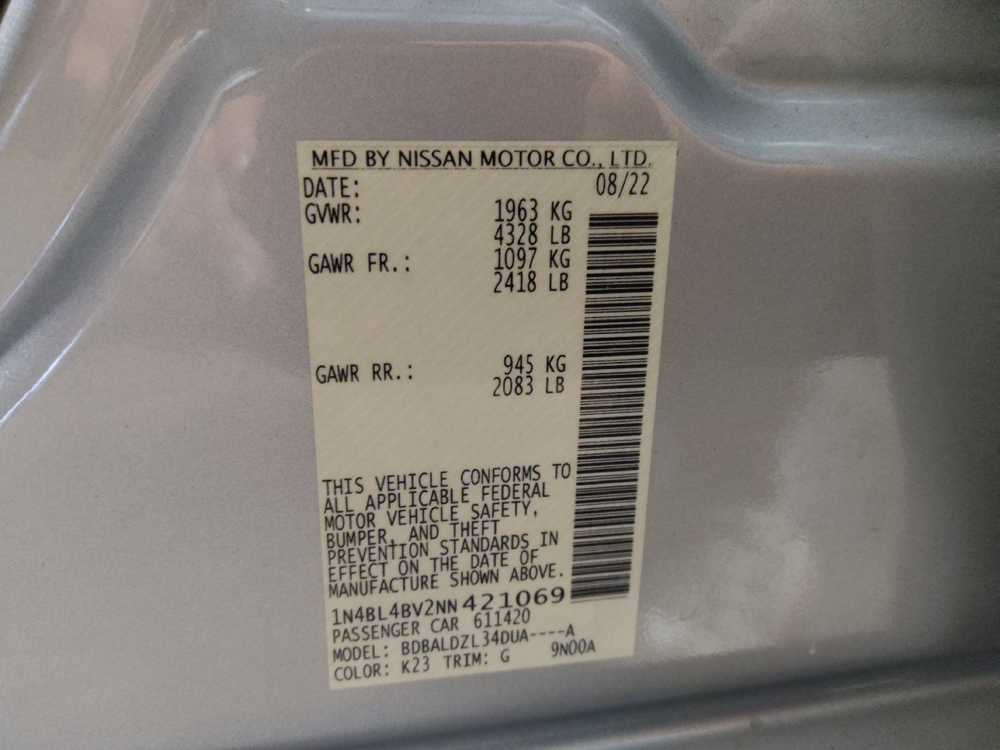 MFD BY NISSAN MOTOR CO., LTD.
DATE: 08/22
GVWR: 1963 KG
4328 LB
GAWR FR.: 1097 KG
2418 LB
GAWR RR.: 945 KG
2083 LB
THIS VEHICLE CONFORMS TO
ALL APPLICABLE FEDERAL
MOTOR VEHICLE SAFETY,
BUMPER, AND THEFT
PREVENTION STANDARDS IN
EFFECT ON THE DATE OF
MANUFACTURE SHOWN ABOVE.
1N4BL4BV2NN421069
PASSENGER CAR 611420
MODEL: BDBALDZL34DUA----A
COLOR: K23 TRIM: G 9N00A